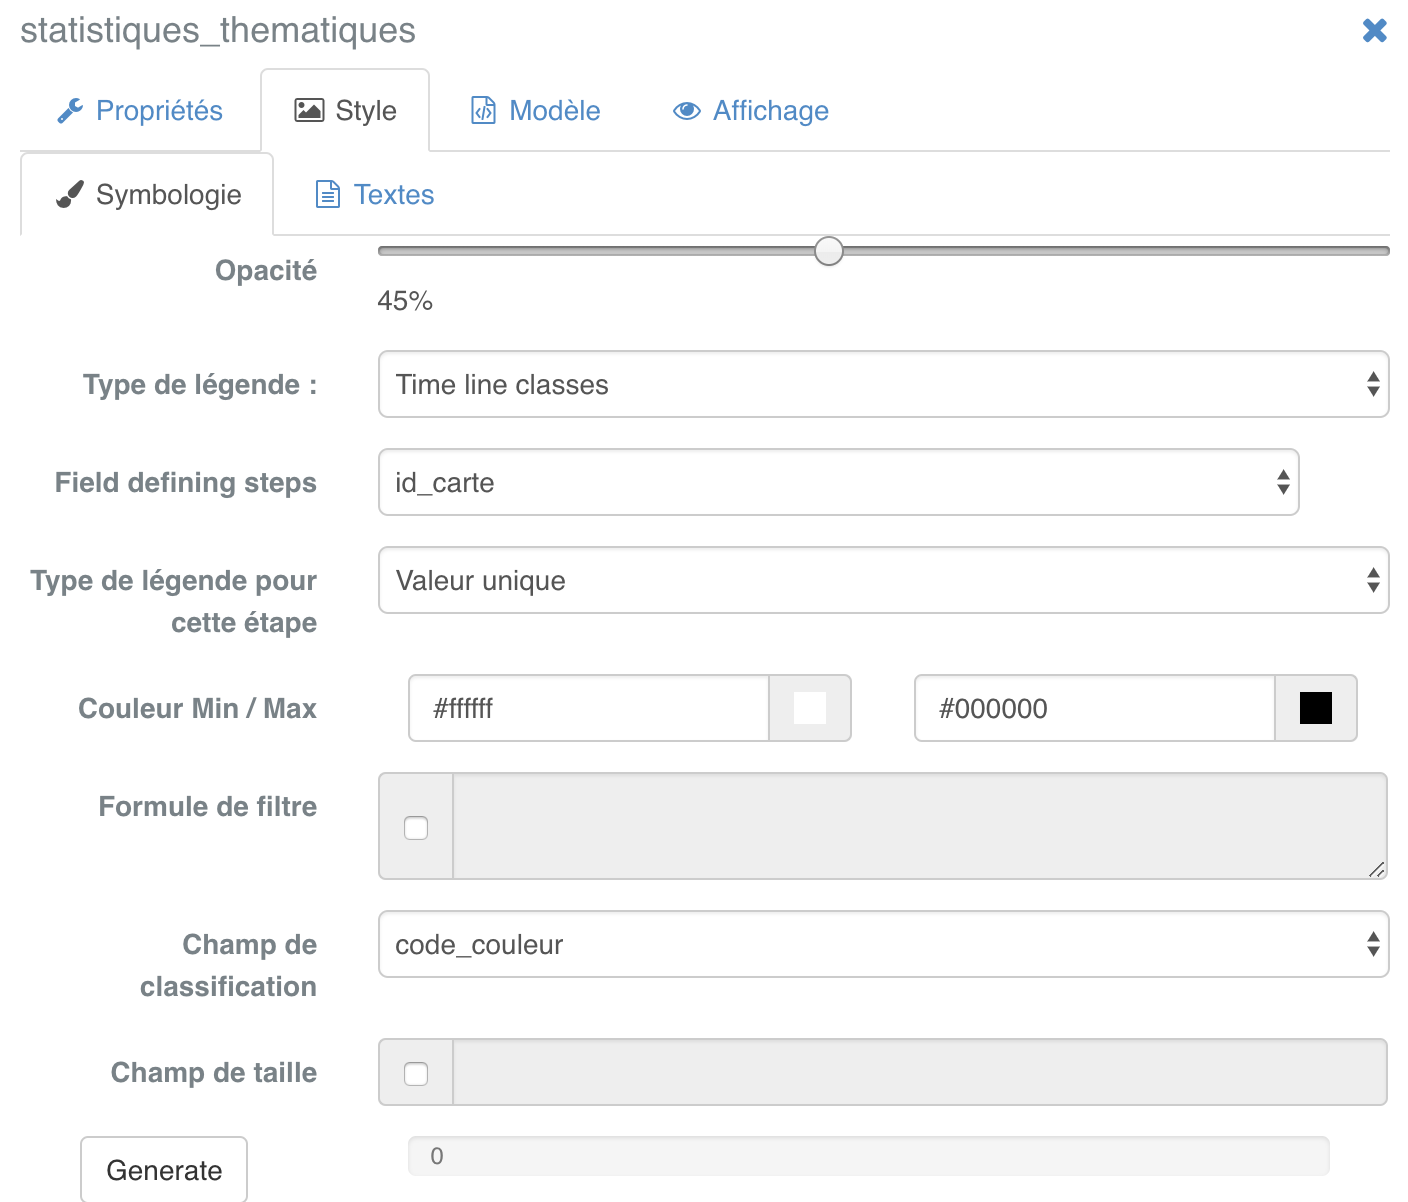 statistiques_thematiques
Propriétés
Style
Modèle
Affichage
Symbologie
Textes
Opacité
45%
Type de légende :
Time line classes
Field defining steps
id_carte
Type de légende pour
cette étape
Valeur unique
Couleur Min / Max
#ffffff
#000000
Formule de filtre
Champ de
classification
code_couleur
Champ de taille
Generate
0